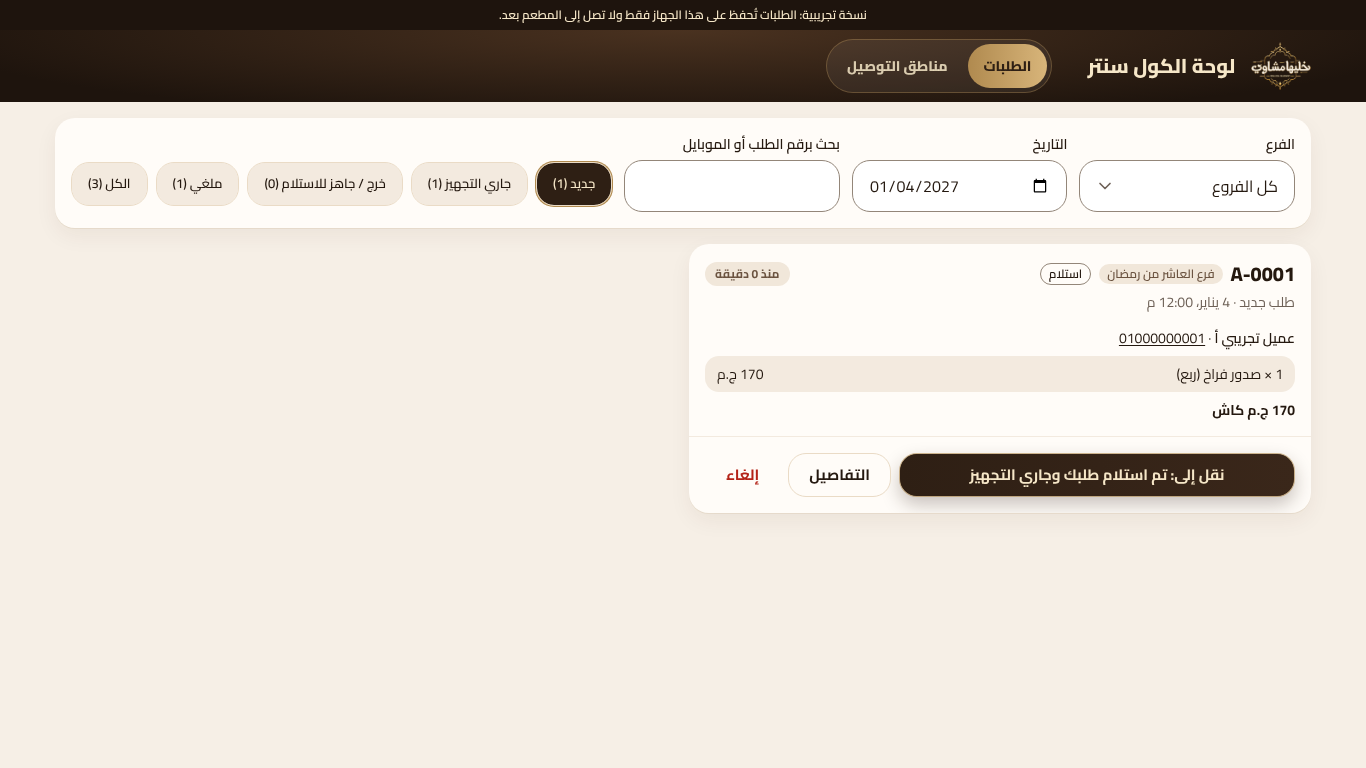 نسخة تجريبية: الطلبات تُحفظ على هذا الجهاز فقط ولا تصل إلى المطعم بعد.
خليها مشاوي
لوحة الكول سنتر
الطلبات
مناطق التوصيل
الفرع
التاريخ
بحث برقم الطلب أو الموبايل
كل الفروع
01/04/2027
جديد (1)
جاري التجهيز (1)
خرج / جاهز للاستلام (0)
ملغي (1)
الكل (3)
A-0001
فرع العاشر من رمضان
استلام
منذ 0 دقيقة
طلب جديد · 4 يناير، 12:00 م
عميل تجريبي أ · 01000000001
1 × صدور فراخ (ربع)
170 ج.م
170 ج.م كاش
نقل إلى: تم استلام طلبك وجاري التجهيز
التفاصيل
إلغاء